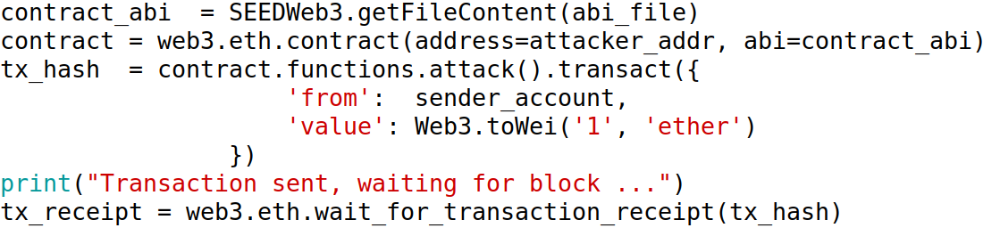 contract_abi  = SEEDWeb3.getFileContent(abi_file)
contract = web3.eth.contract(address=attacker_addr, abi=contract_abi)
tx_hash  = contract.functions.attack().transact({
                    'from':  sender_account,
                    'value': Web3.toWei('1', 'ether')
                })
print("Transaction sent, waiting for block ...")
tx_receipt = web3.eth.wait_for_transaction_receipt(tx_hash)